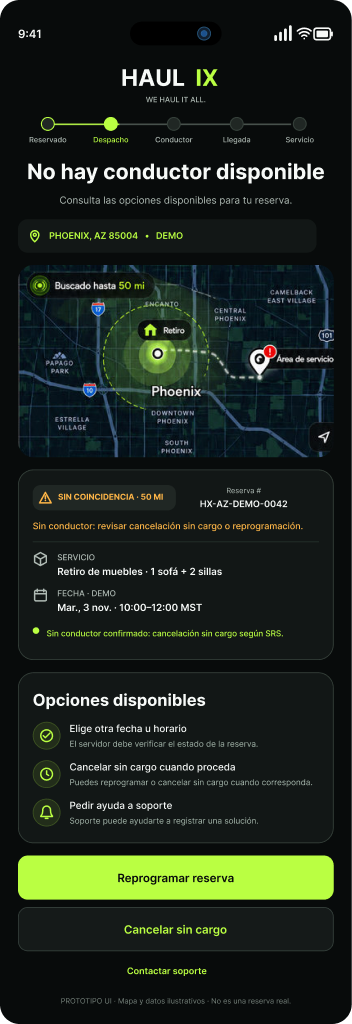 9:41
HAUL IX
WE HAUL IT ALL.
Reservado Despacho Conductor Llegada Servicio
No hay conductor disponible
Consulta las opciones disponibles para tu reserva.
PHOENIX, AZ 85004 • DEMO
Buscado hasta 50 mi
CAMELBACK
EAST VILLAGE
ENCANTO
17
CENTRAL
PHOENIX
Retiro
101
PAPAGO
PARK
Área de servicio
10
Phoenix
ESTRELLA
VILLAGE
DOWNTOWN
PHOENIX
SOUTH
PHOENIX
SIN COINCIDENCIA · 50 MI
Reserva #
HX-AZ-DEMO-0042
Sin conductor: revisar cancelación sin cargo o reprogramación.
SERVICIO
Retiro de muebles · 1 sofá + 2 sillas
FECHA · DEMO
Mar., 3 nov. · 10:00–12:00 MST
Sin conductor confirmado: cancelación sin cargo según SRS.
Opciones disponibles
Elige otra fecha u horario
El servidor debe verificar el estado de la reserva.
Cancelar sin cargo cuando proceda
Puedes reprogramar o cancelar sin cargo cuando corresponda.
Pedir ayuda a soporte
Soporte puede ayudarte a registrar una solución.
Reprogramar reserva
Cancelar sin cargo
Contactar soporte
PROTOTIPO UI · Mapa y datos ilustrativos · No es una reserva real.